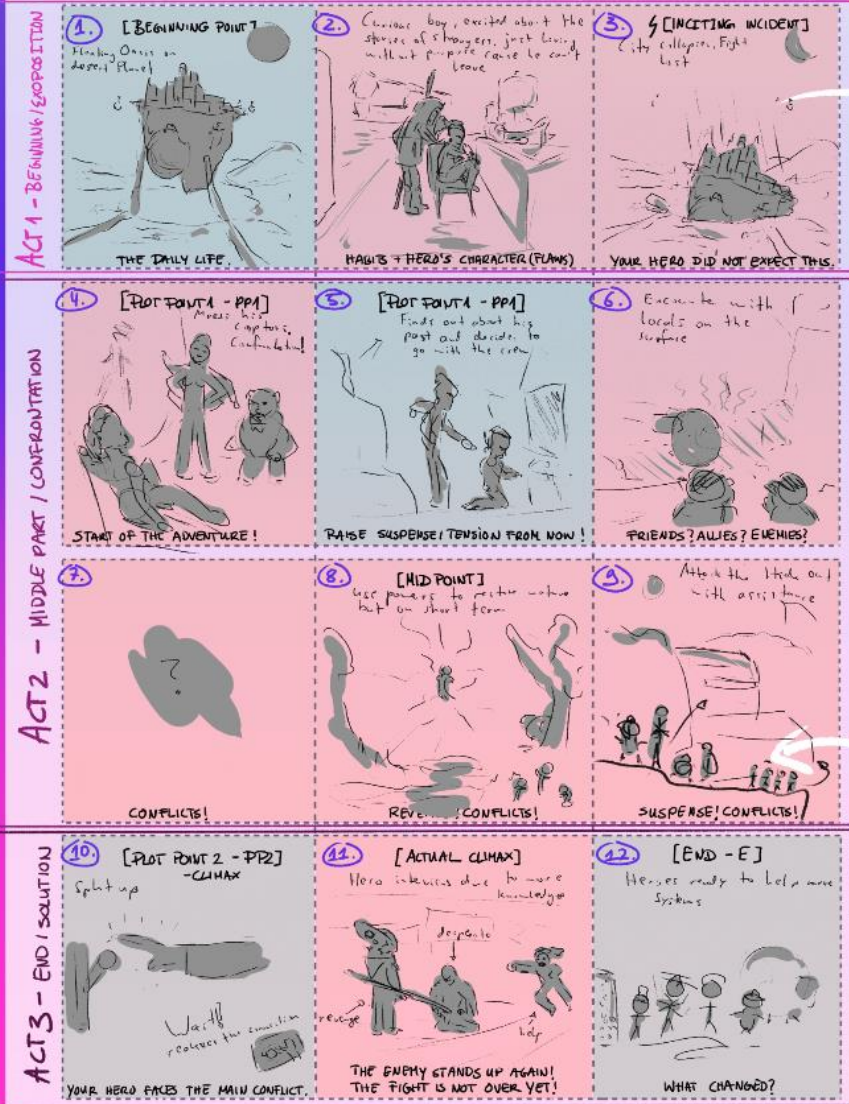 ACT 1 - BEGINNING / EXOPOSITION
1. [BEGINNING POINT]
Floating Oasis on
desert Planet
THE DAILY LIFE.
2. Curious boy, excited about the
stories of strangers, just living
without purpose cause he can't
leave
HABITS + HERO'S CHARACTER (FLAWS)
3. [INCITING INCIDENT]
City collapses, Fight
lost
YOUR HERO DID NOT EXPECT THIS.
ACT 2 - MIDDLE PART / CONFRONTATION
4. [PLOT POINT 1 - PP1]
Meets his
Captors,
Confrontation!
START OF THE ADVENTURE!
5. [PLOT POINT 1 - PP1]
Finds out about his
past and decides to
go with the crew
RAISE SUSPENSE / TENSION FROM NOW!
6. Encounter with
locals on the
surface
FRIENDS? ALLIES? ENEMIES?
7.
?
CONFLICTS!
8. [MIDPOINT]
use powers to restore nature
but on short term
CONFLICTS!
9. Attack the Hide out
with assistance
SUSPENSE! CONFLICTS!
ACT 3 - END / SOLUTION
10. [PLOT POINT 2 - PP2]
-CLIMAX
Split up
Wait!!
realizes the connection
YOUR HERO FACES THE MAIN CONFLICT.
11. [ACTUAL CLIMAX]
Hero intervins due to more
knowledge
desperate
revenge
help
THE ENEMY STANDS UP AGAIN!
THE FIGHT IS NOT OVER YET!
12. [END - E]
Heroes ready to help more
Systems
WHAT CHANGED?